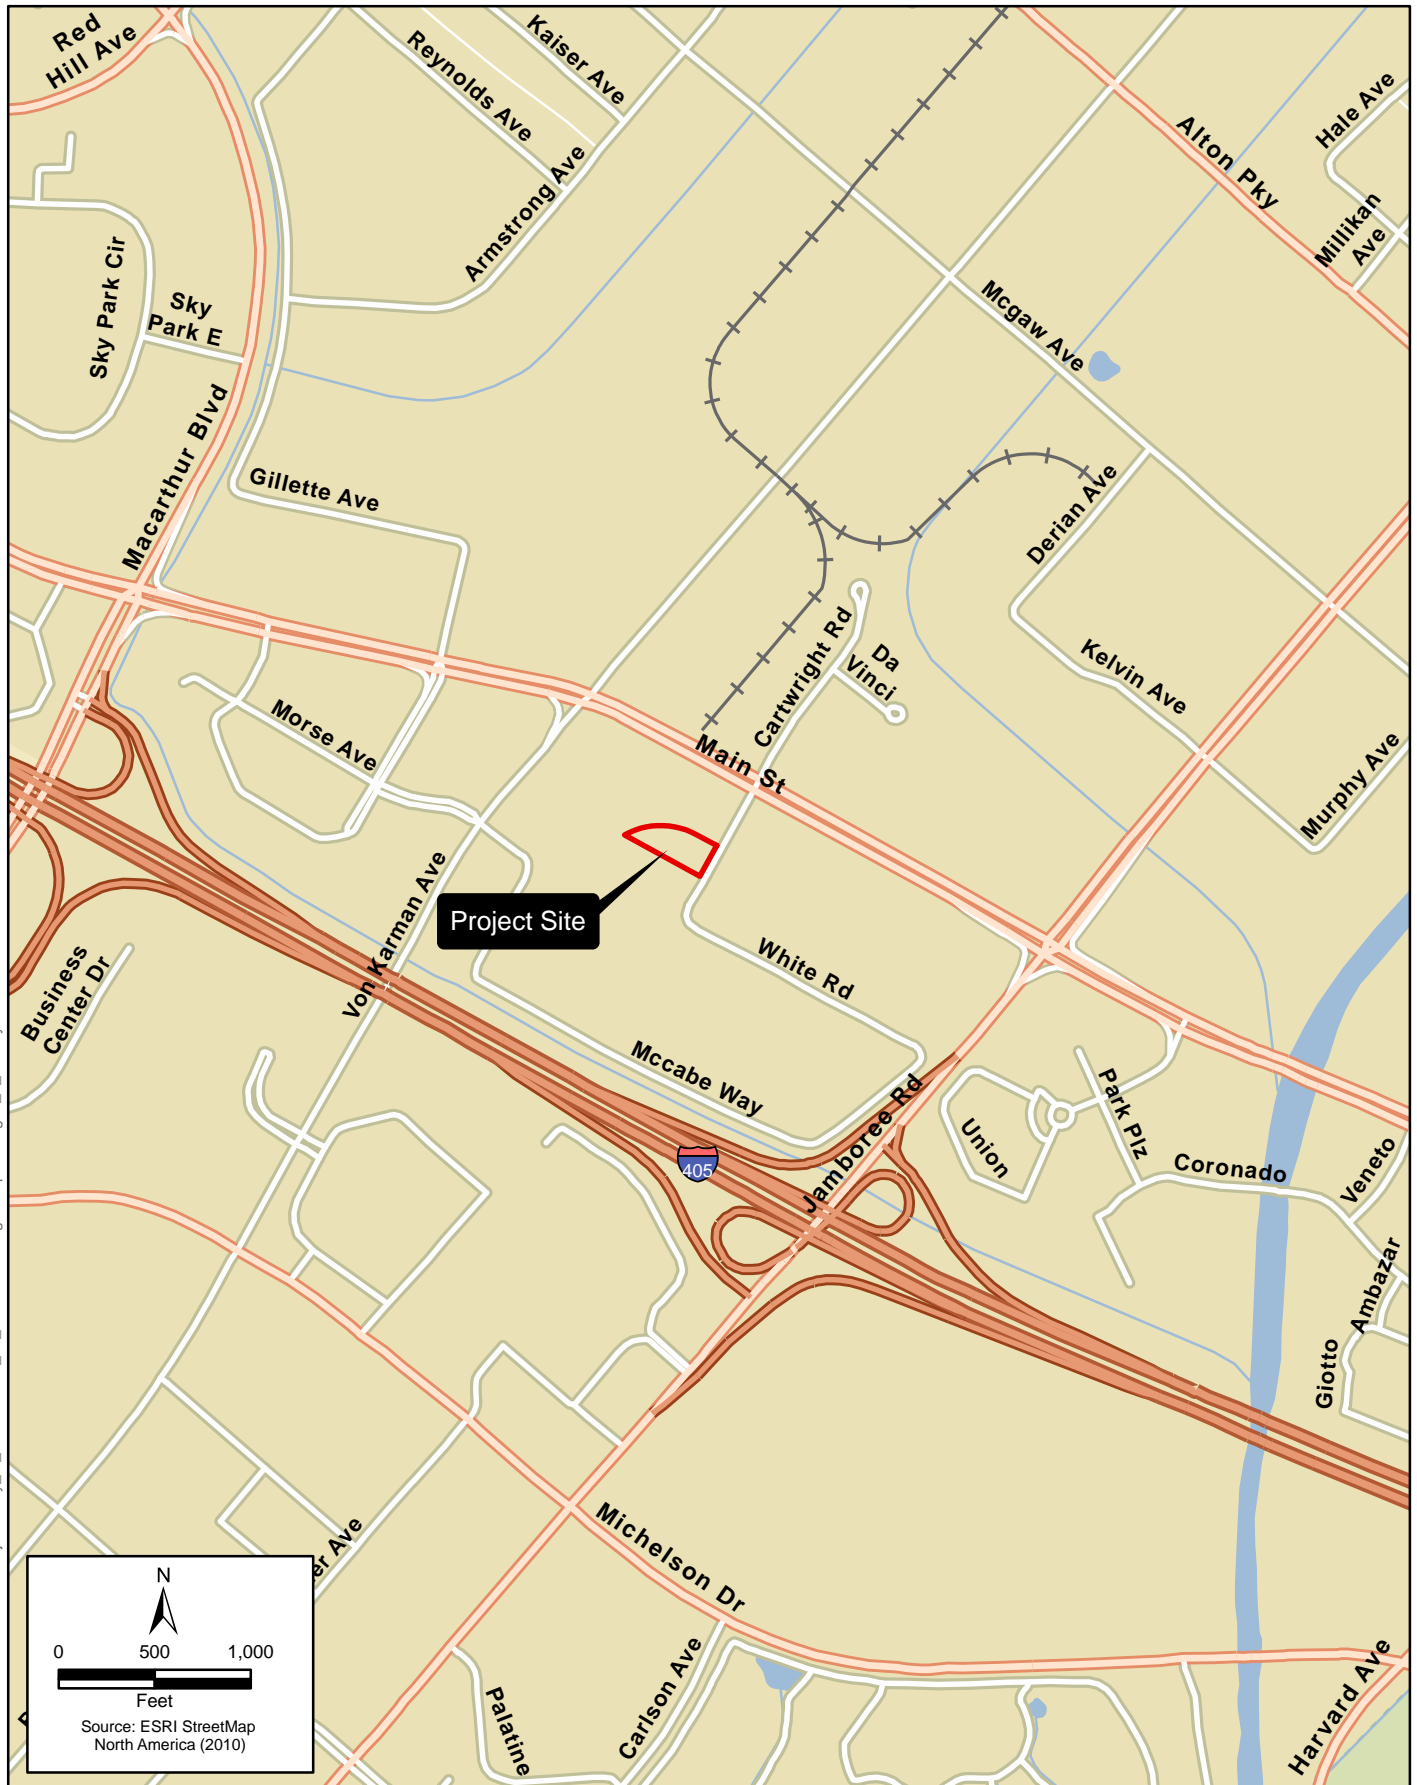 Red
Hill Ave
Kaiser Ave
Reynolds Ave
Armstrong Ave
Alton Pky
Hale Ave
Millikan
Ave
Sky Park Cir
Sky
Park E
Mcgaw Ave
Macarthur Blvd
Gillette Ave
Derian Ave
Cartwright Rd
Da
Vinci
Kelvin Ave
Morse Ave
Main St
Murphy Ave
Von Karman Ave
Project Site
White Rd
Business
Center Dr
Mccabe Way
Jamboree Rd
Park Plz
Union
Coronado
Veneto
405
Ambazar
Giotto
Michelson Dr
Carlson Ave
Palatine
Harvard Ave
N
0 500 1,000
Feet
Source: ESRI StreetMap
North America (2010)